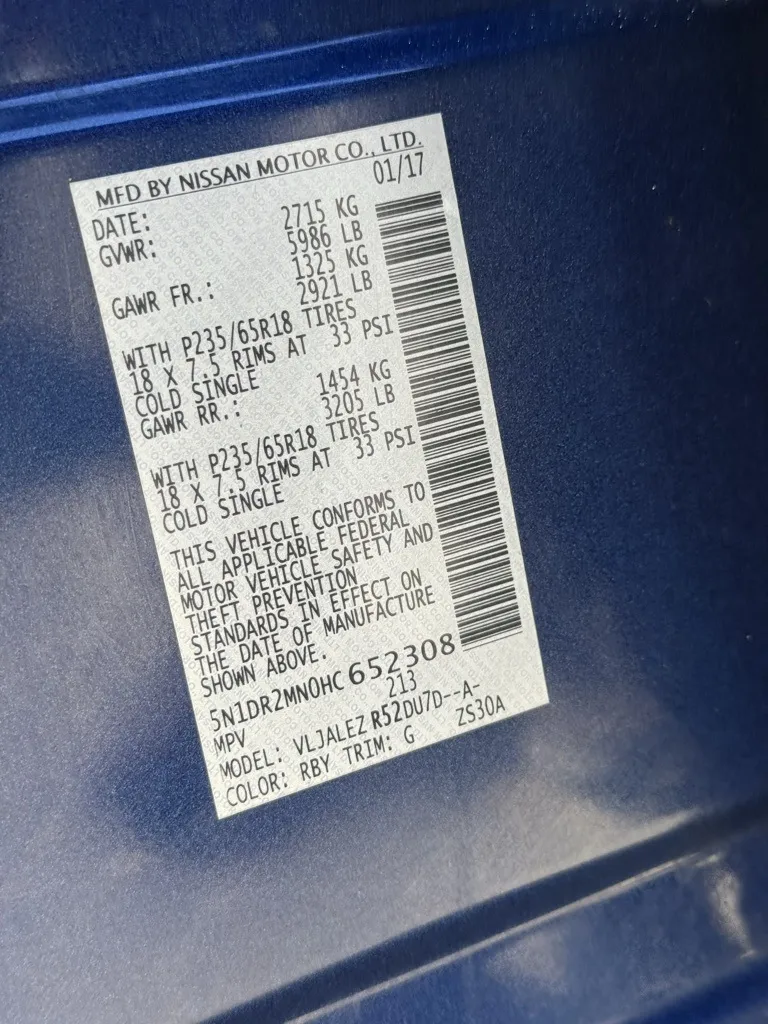 MFD BY NISSAN MOTOR CO., LTD.
DATE: 01/17
GVWR: 2715 KG
5986 LB
GAWR FR.: 1325 KG
2921 LB
WITH P235/65R18 TIRES
18 X 7.5 RIMS AT 33 PSI
COLD SINGLE
GAWR RR.: 1454 KG
3205 LB
WITH P235/65R18 TIRES
18 X 7.5 RIMS AT 33 PSI
COLD SINGLE
THIS VEHICLE CONFORMS TO
ALL APPLICABLE FEDERAL
MOTOR VEHICLE SAFETY AND
THEFT PREVENTION
STANDARDS IN EFFECT ON
THE DATE OF MANUFACTURE
SHOWN ABOVE.
5N1DR2MN0HC652308
MPV 213
MODEL: VLJALEZ R52DU7D--A-
COLOR: RBY TRIM: G ZS30A